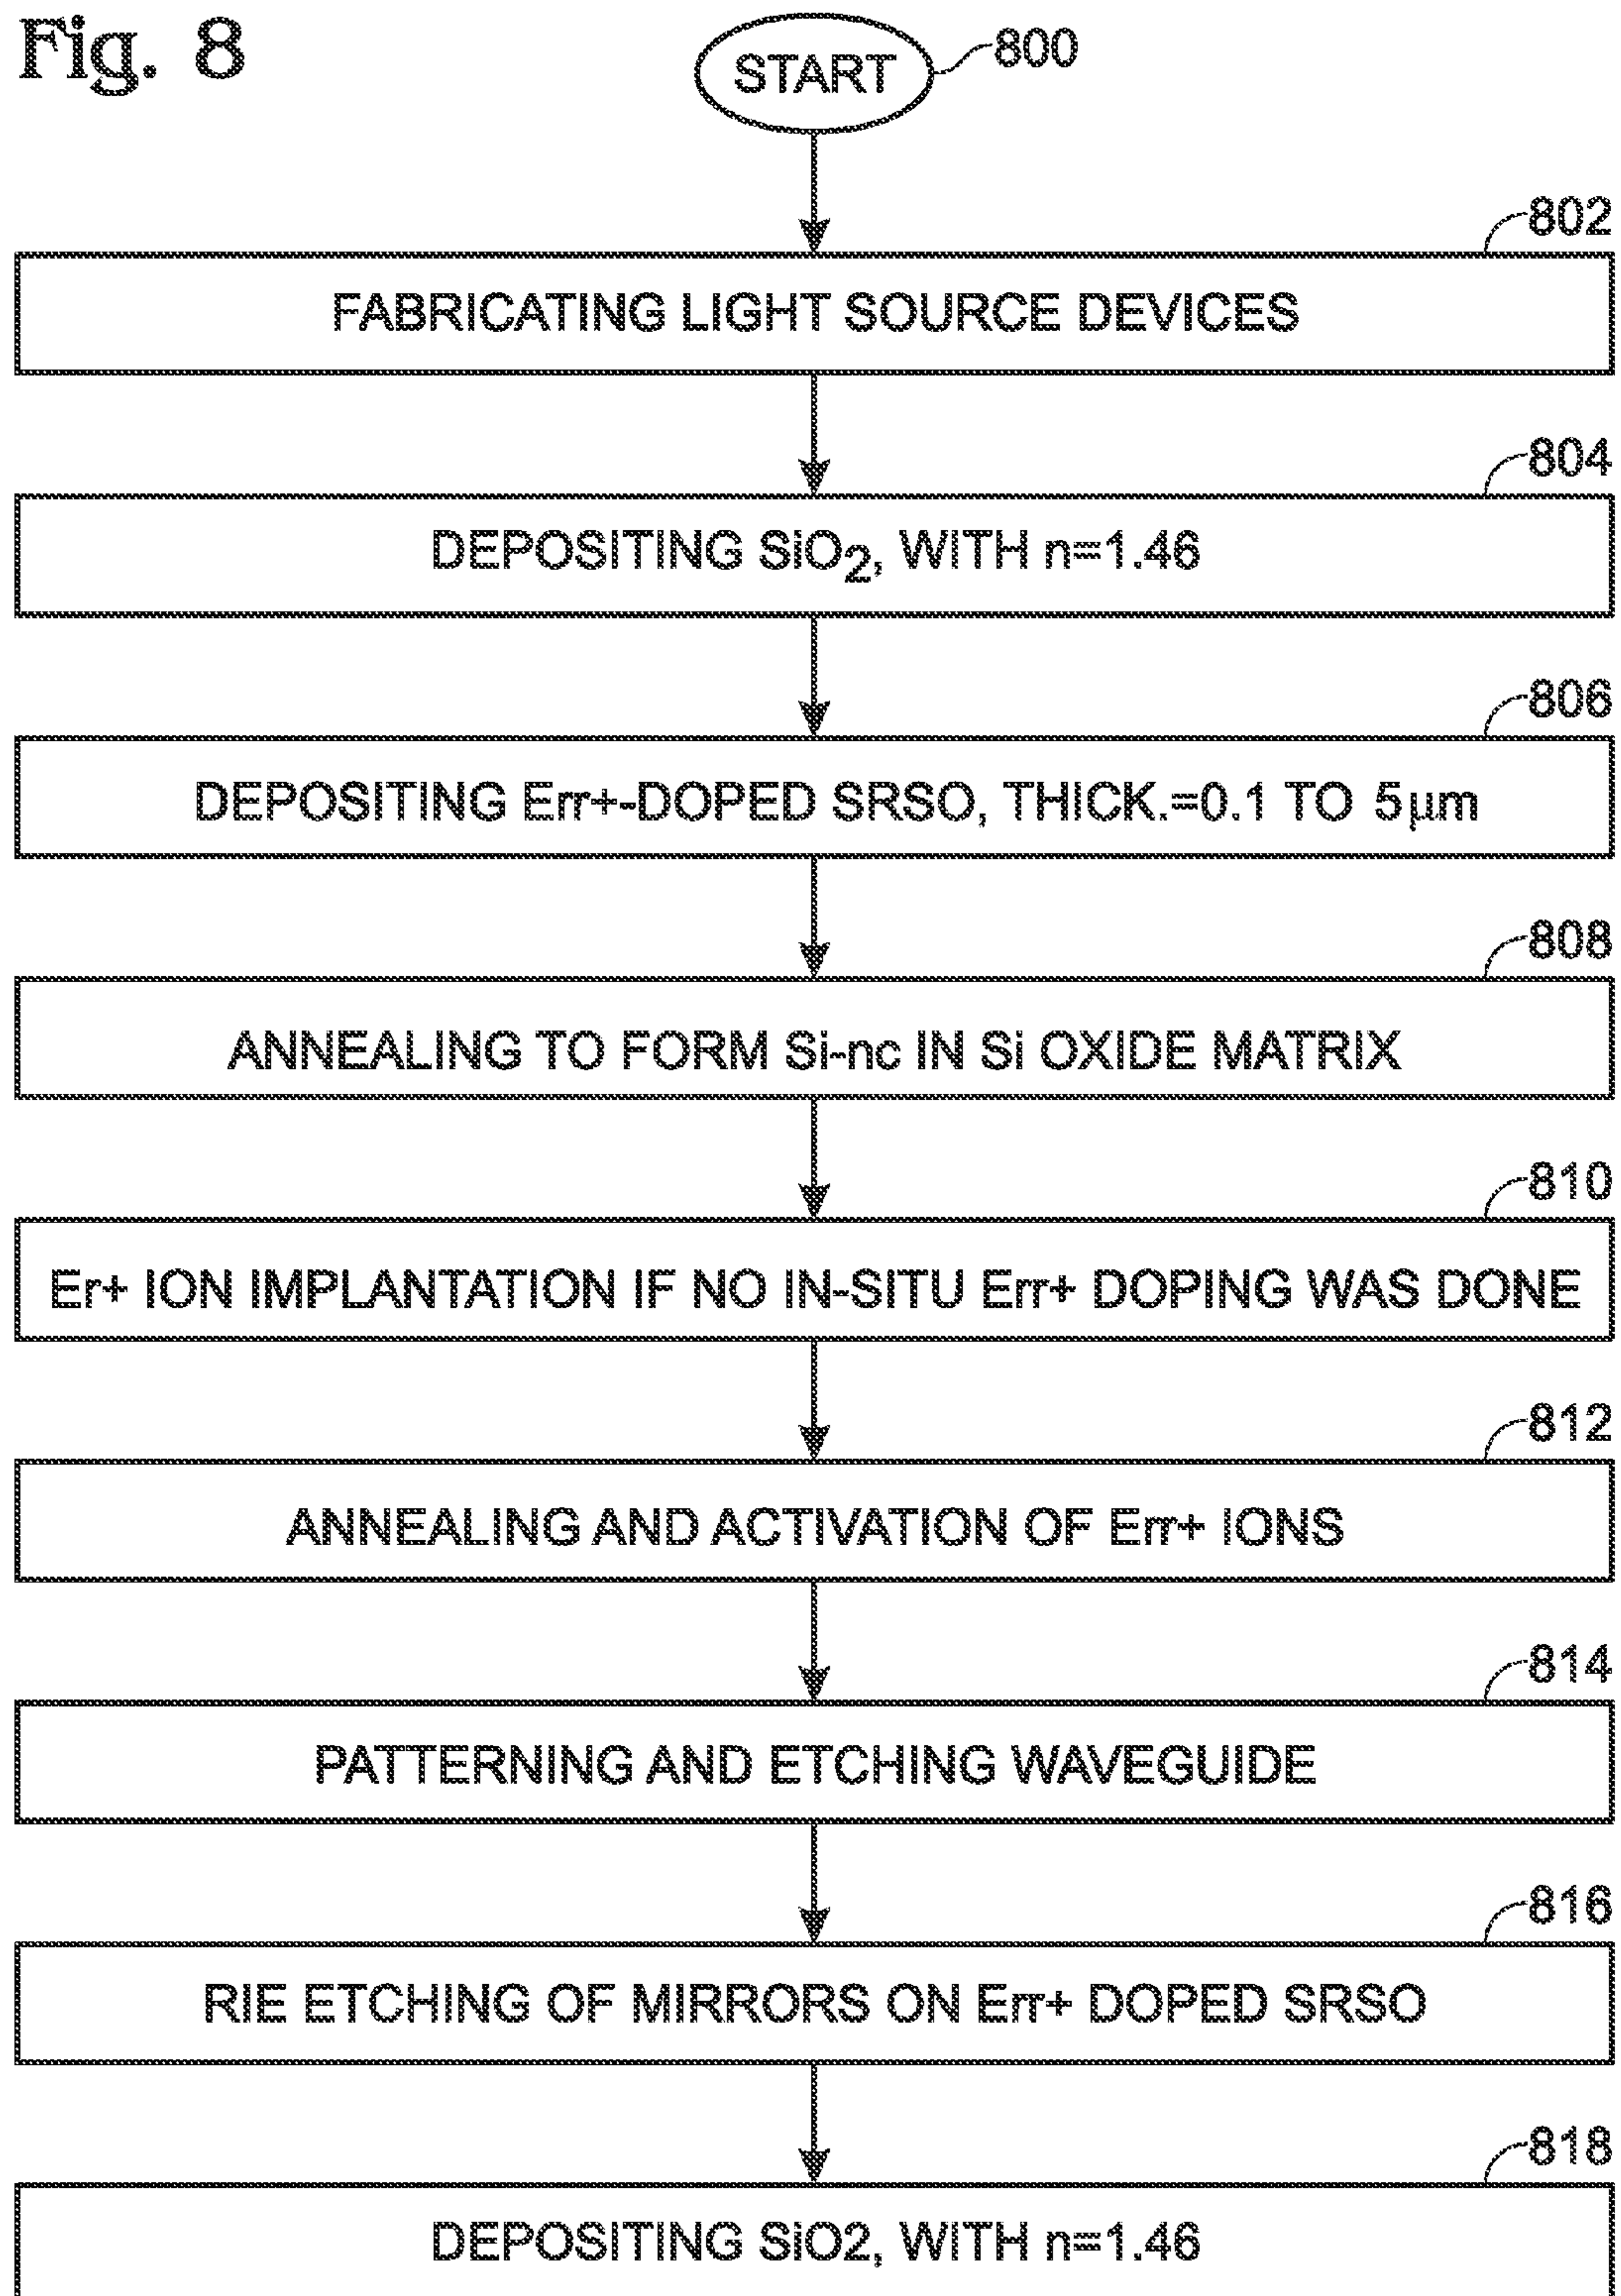 Fig. 8
START
800
802
FABRICATING LIGHT SOURCE DEVICES
804
DEPOSITING SiO₂, WITH n=1.46
806
DEPOSITING Err+-DOPED SRSO, THICK.=0.1 TO 5µm
808
ANNEALING TO FORM Si-nc IN Si OXIDE MATRIX
810
Er+ ION IMPLANTATION IF NO IN-SITU Err+ DOPING WAS DONE
812
ANNEALING AND ACTIVATION OF Err+ IONS
814
PATTERNING AND ETCHING WAVEGUIDE
816
RIE ETCHING OF MIRRORS ON Err+ DOPED SRSO
818
DEPOSITING SiO2, WITH n=1.46